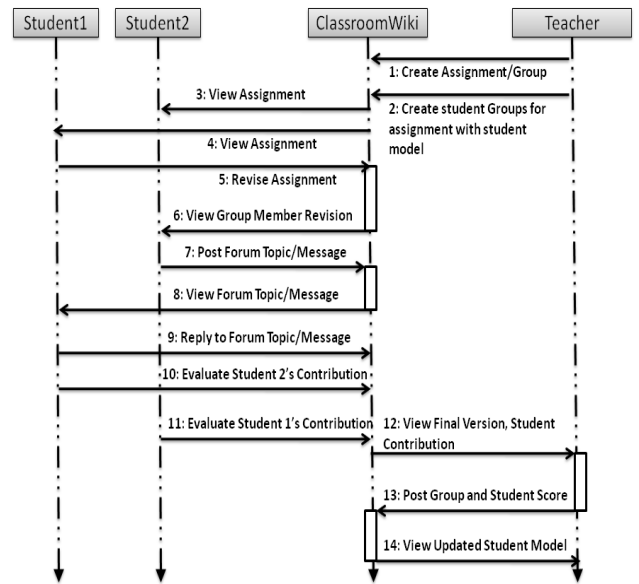 Student1 Student2 ClassroomWiki Teacher
1: Create Assignment/Group
3: View Assignment
2: Create student Groups for
assignment with student
model
4: View Assignment
5: Revise Assignment
6: View Group Member Revision
7: Post Forum Topic/Message
8: View Forum Topic/Message
9: Reply to Forum Topic/Message
10: Evaluate Student 2's Contribution
11: Evaluate Student 1's Contribution
12: View Final Version, Student
Contribution
13: Post Group and Student Score
14: View Updated Student Model